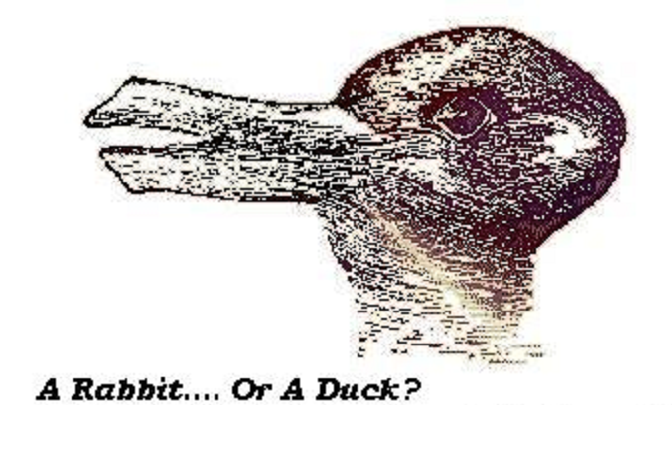 A Rabbit.... Or A Duck?